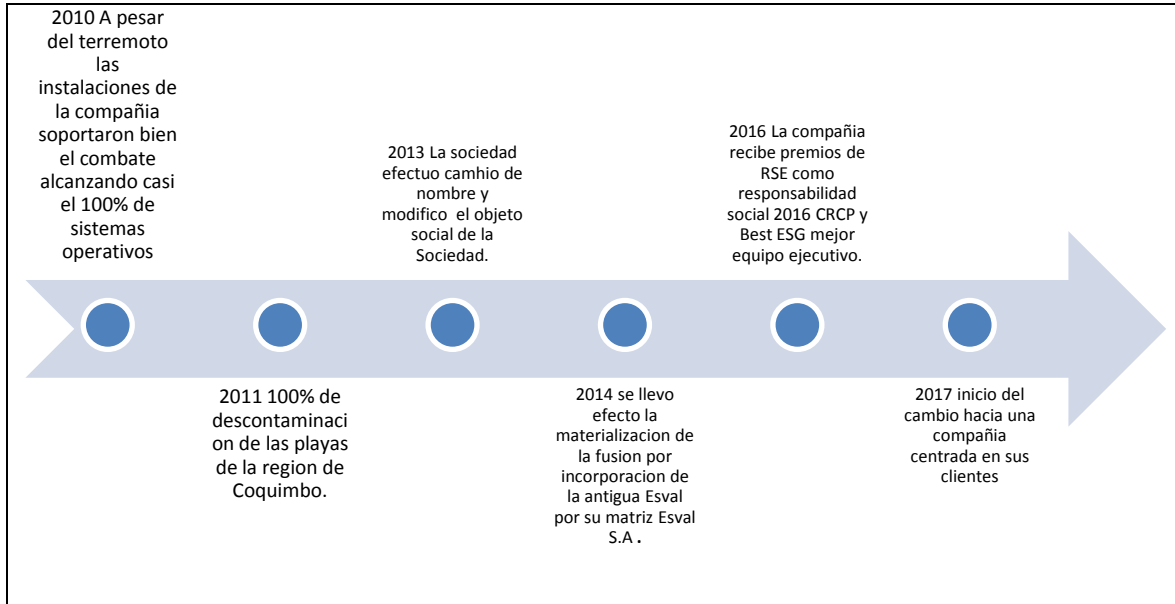 2010 A pesar
del terremoto
las
instalaciones de
la compañia
soportaron bien
el combate
alcanzando casi
el 100% de
sistemas
operativos
2011 100% de
descontaminaci
on de las playas
de la region de
Coquimbo.
2013 La sociedad
efectuo camhio de
nombre y
modifico el objeto
social de la
Sociedad.
2014 se llevo
efecto la
materializacion de
la fusion por
incorporacion de
la antigua Esval
por su matriz Esval
S.A .
2016 La compañia
recibe premios de
RSE como
responsabilidad
social 2016 CRCP y
Best ESG mejor
equipo ejecutivo.
2017 inicio del
cambio hacia una
compañia
centrada en sus
clientes